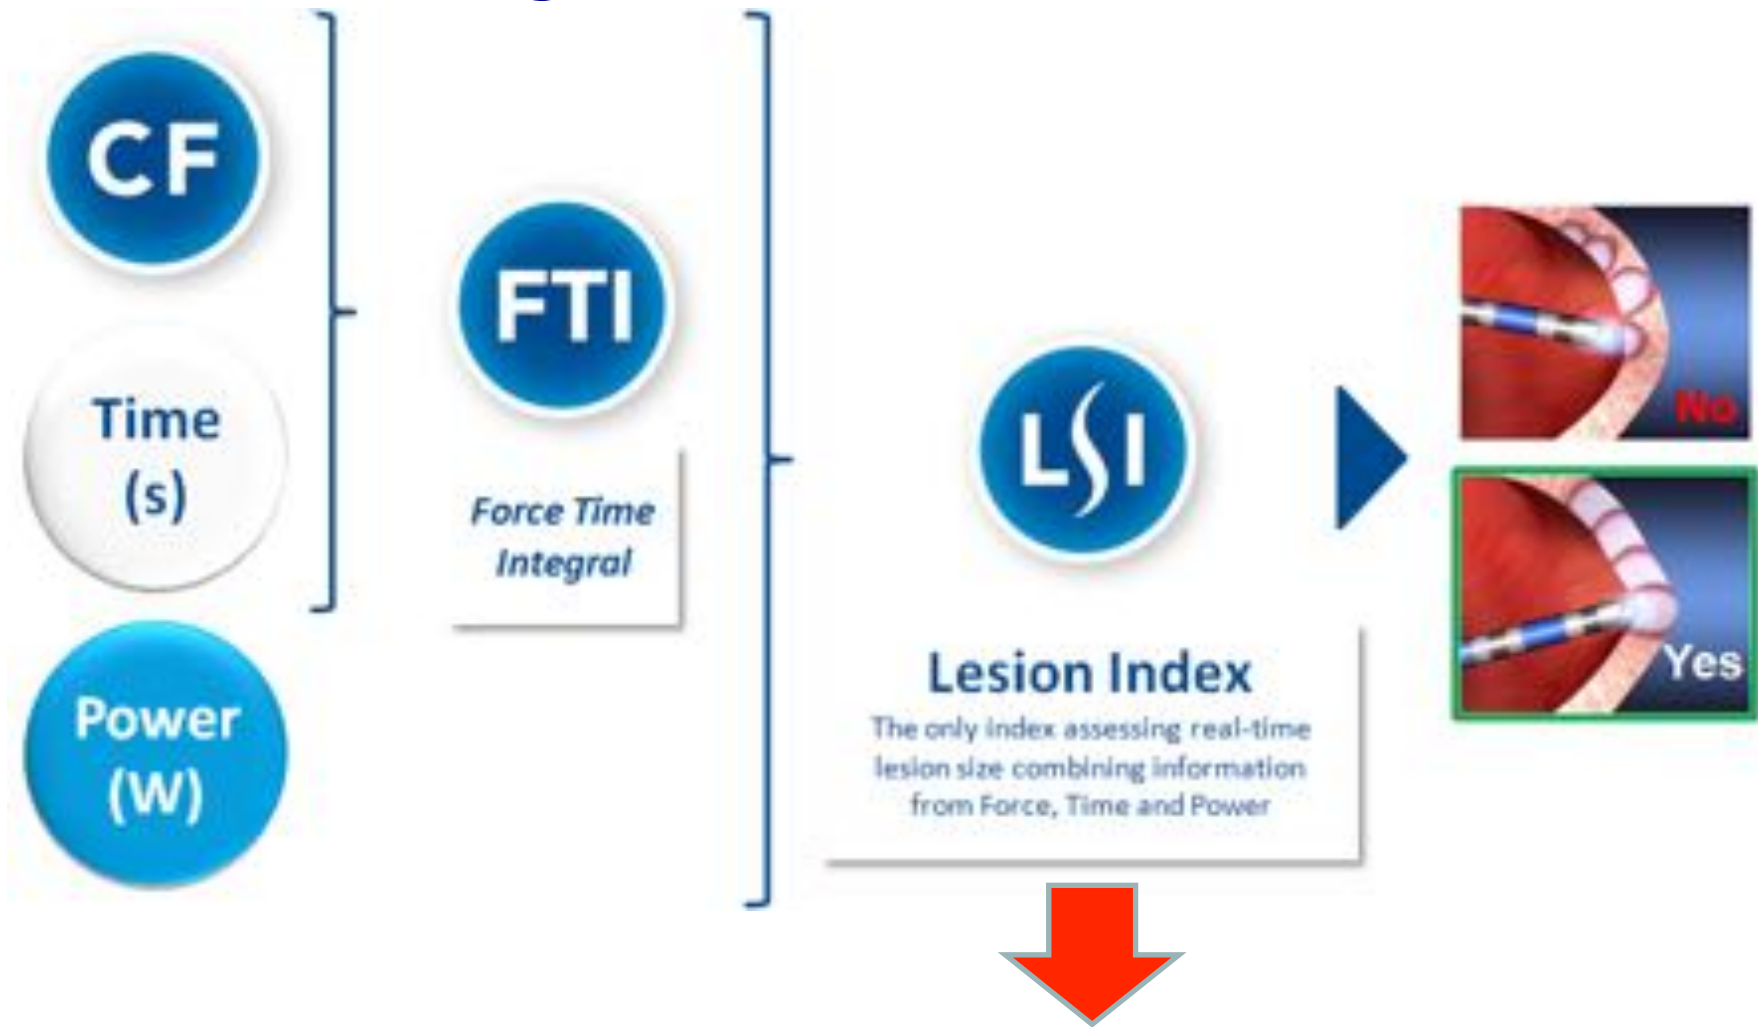 CF
Time
(s)
Power
(W)
FTI
Force Time
Integral
LSI
Lesion Index
The only index assessing real-time
lesion size combining information
from Force, Time and Power
No
Yes